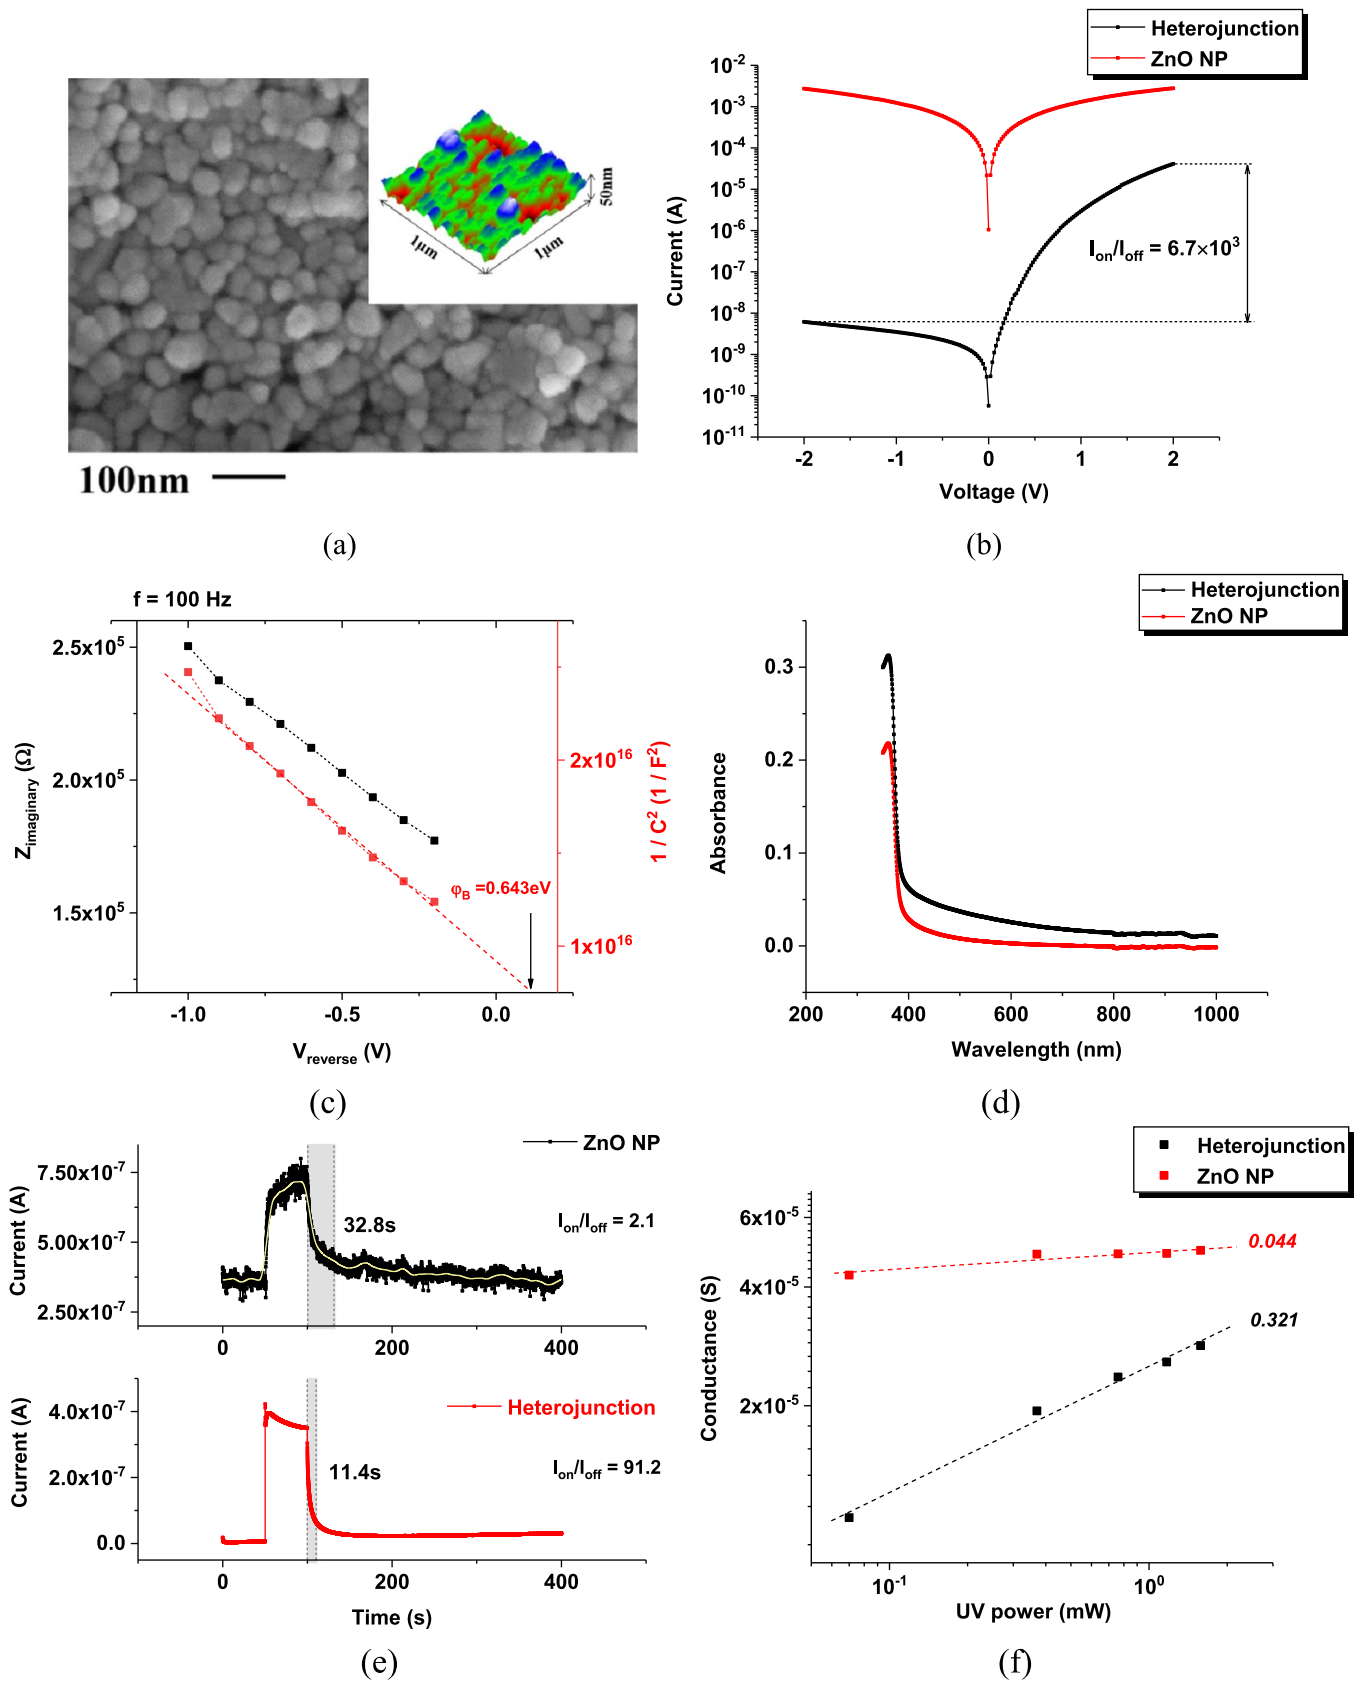 100nm
1μm
1μm
50nm
(a)
Heterojunction
ZnO NP
10⁻²
10⁻³
10⁻⁴
10⁻⁵
10⁻⁶
10⁻⁷
10⁻⁸
10⁻⁹
10⁻¹⁰
10⁻¹¹
Current (A)
Ion/Ioff = 6.7×10³
-2 -1 0 1 2
Voltage (V)
(b)
f = 100 Hz
2.5x10⁵
2.0x10⁵
1.5x10⁵
Zimaginary (Ω)
2x10¹⁶
1x10¹⁶
1 / C² (1 / F²)
φB =0.643eV
-1.0 -0.5 0.0
Vreverse (V)
(c)
Heterojunction
ZnO NP
0.3
0.2
0.1
0.0
Absorbance
200 400 600 800 1000
Wavelength (nm)
(d)
ZnO NP
7.50x10⁻⁷
5.00x10⁻⁷
2.50x10⁻⁷
Current (A)
32.8s
Ion/Ioff = 2.1
0 200 400
Heterojunction
4.0x10⁻⁷
2.0x10⁻⁷
0.0
Current (A)
11.4s
Ion/Ioff = 91.2
0 200 400
Time (s)
(e)
Heterojunction
ZnO NP
6x10⁻⁵
4x10⁻⁵
2x10⁻⁵
Conductance (S)
0.044
0.321
10⁻¹ 10⁰
UV power (mW)
(f)